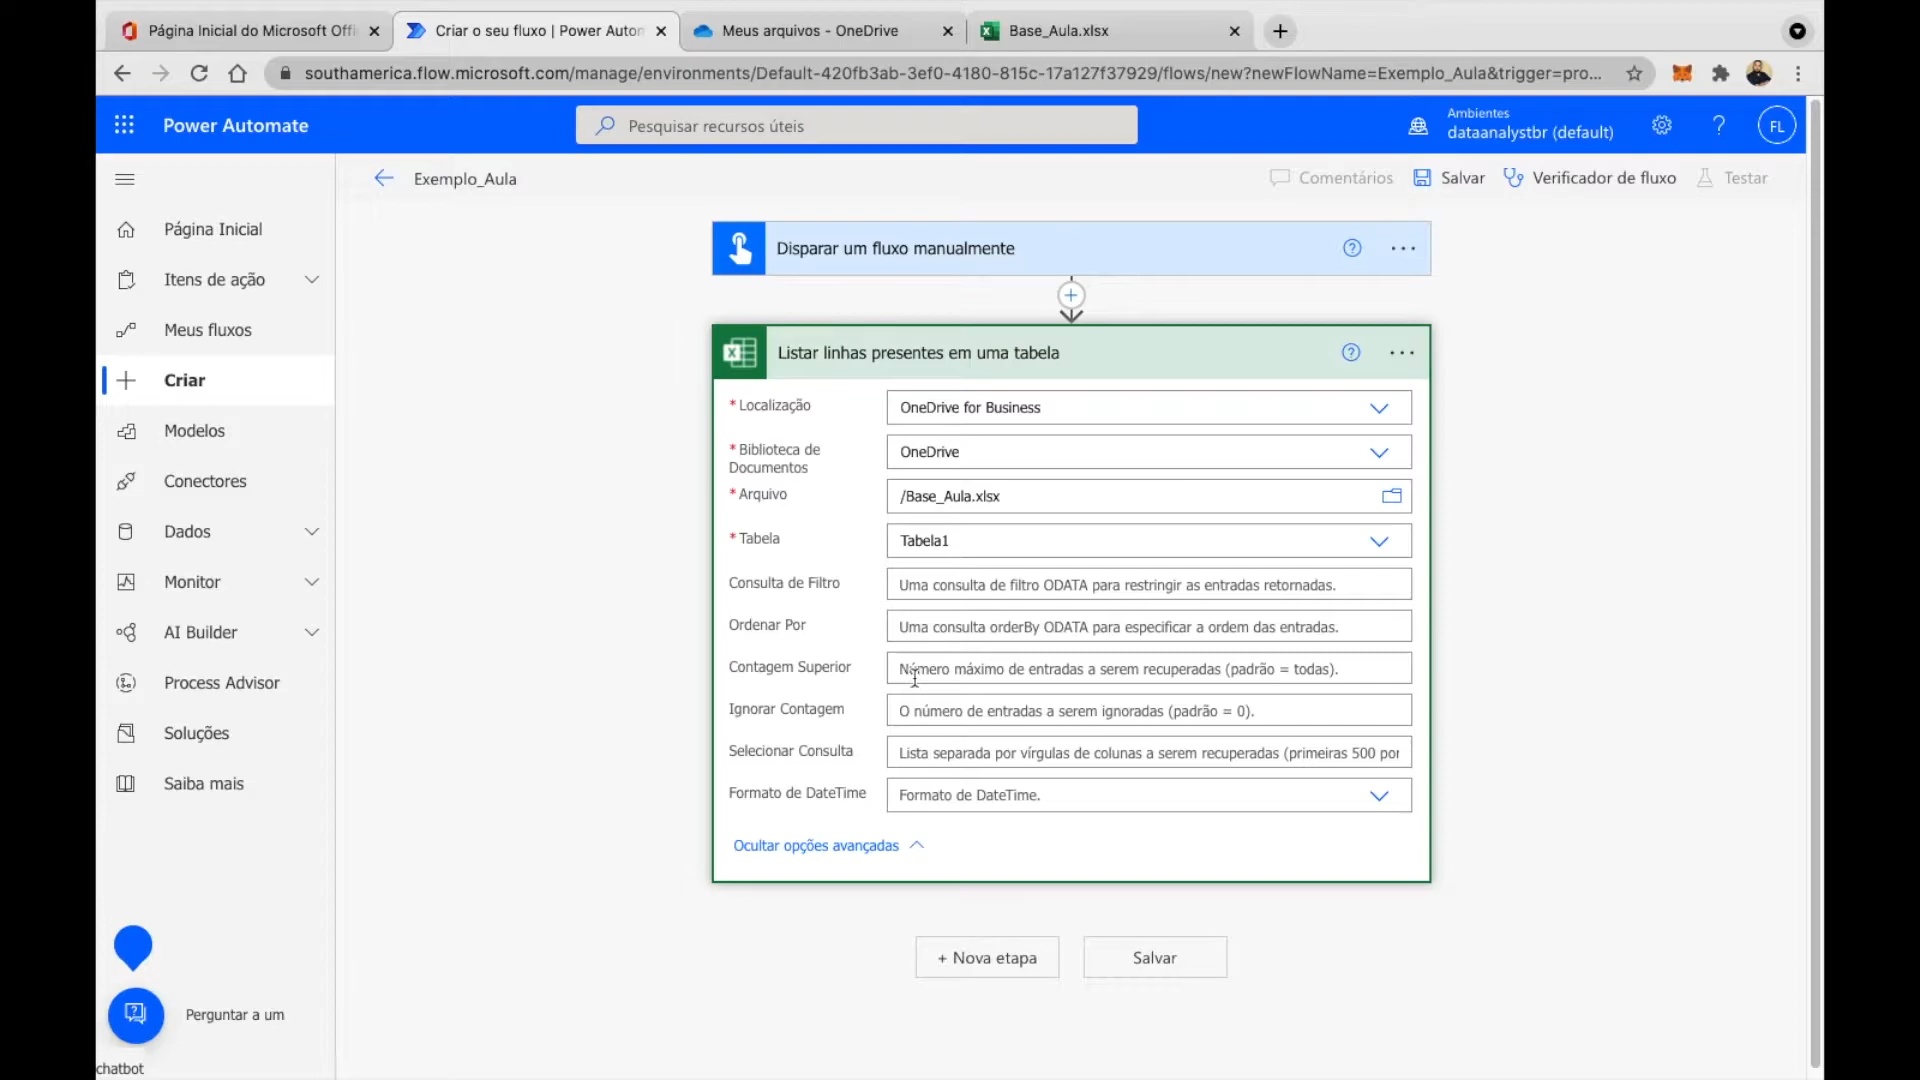 Página Inicial do Microsoft Offi
Criar o seu fluxo | Power Autom
Meus arquivos - OneDrive
Base_Aula.xlsx
southamerica.flow.microsoft.com/manage/environments/Default-420fb3ab-3ef0-4180-815c-17a127f37929/flows/new?newFlowName=Exemplo_Aula&trigger=pro...
Power Automate
Pesquisar recursos úteis
Ambientes
dataanalystbr (default)
?
FL
Exemplo_Aula
Comentários
Salvar
Verificador de fluxo
Testar
Página Inicial
Itens de ação
Meus fluxos
Criar
Modelos
Conectores
Dados
Monitor
AI Builder
Process Advisor
Soluções
Saiba mais
Perguntar a um
chatbot
Disparar um fluxo manualmente
Listar linhas presentes em uma tabela
* Localização
OneDrive for Business
* Biblioteca de
Documentos
OneDrive
* Arquivo
/Base_Aula.xlsx
* Tabela
Tabela1
Consulta de Filtro
Uma consulta de filtro ODATA para restringir as entradas retornadas.
Ordenar Por
Uma consulta orderBy ODATA para especificar a ordem das entradas.
Contagem Superior
Número máximo de entradas a serem recuperadas (padrão = todas).
Ignorar Contagem
O número de entradas a serem ignoradas (padrão = 0).
Selecionar Consulta
Lista separada por vírgulas de colunas a serem recuperadas (primeiras 500 por
Formato de DateTime
Formato de DateTime.
Ocultar opções avançadas
+ Nova etapa
Salvar